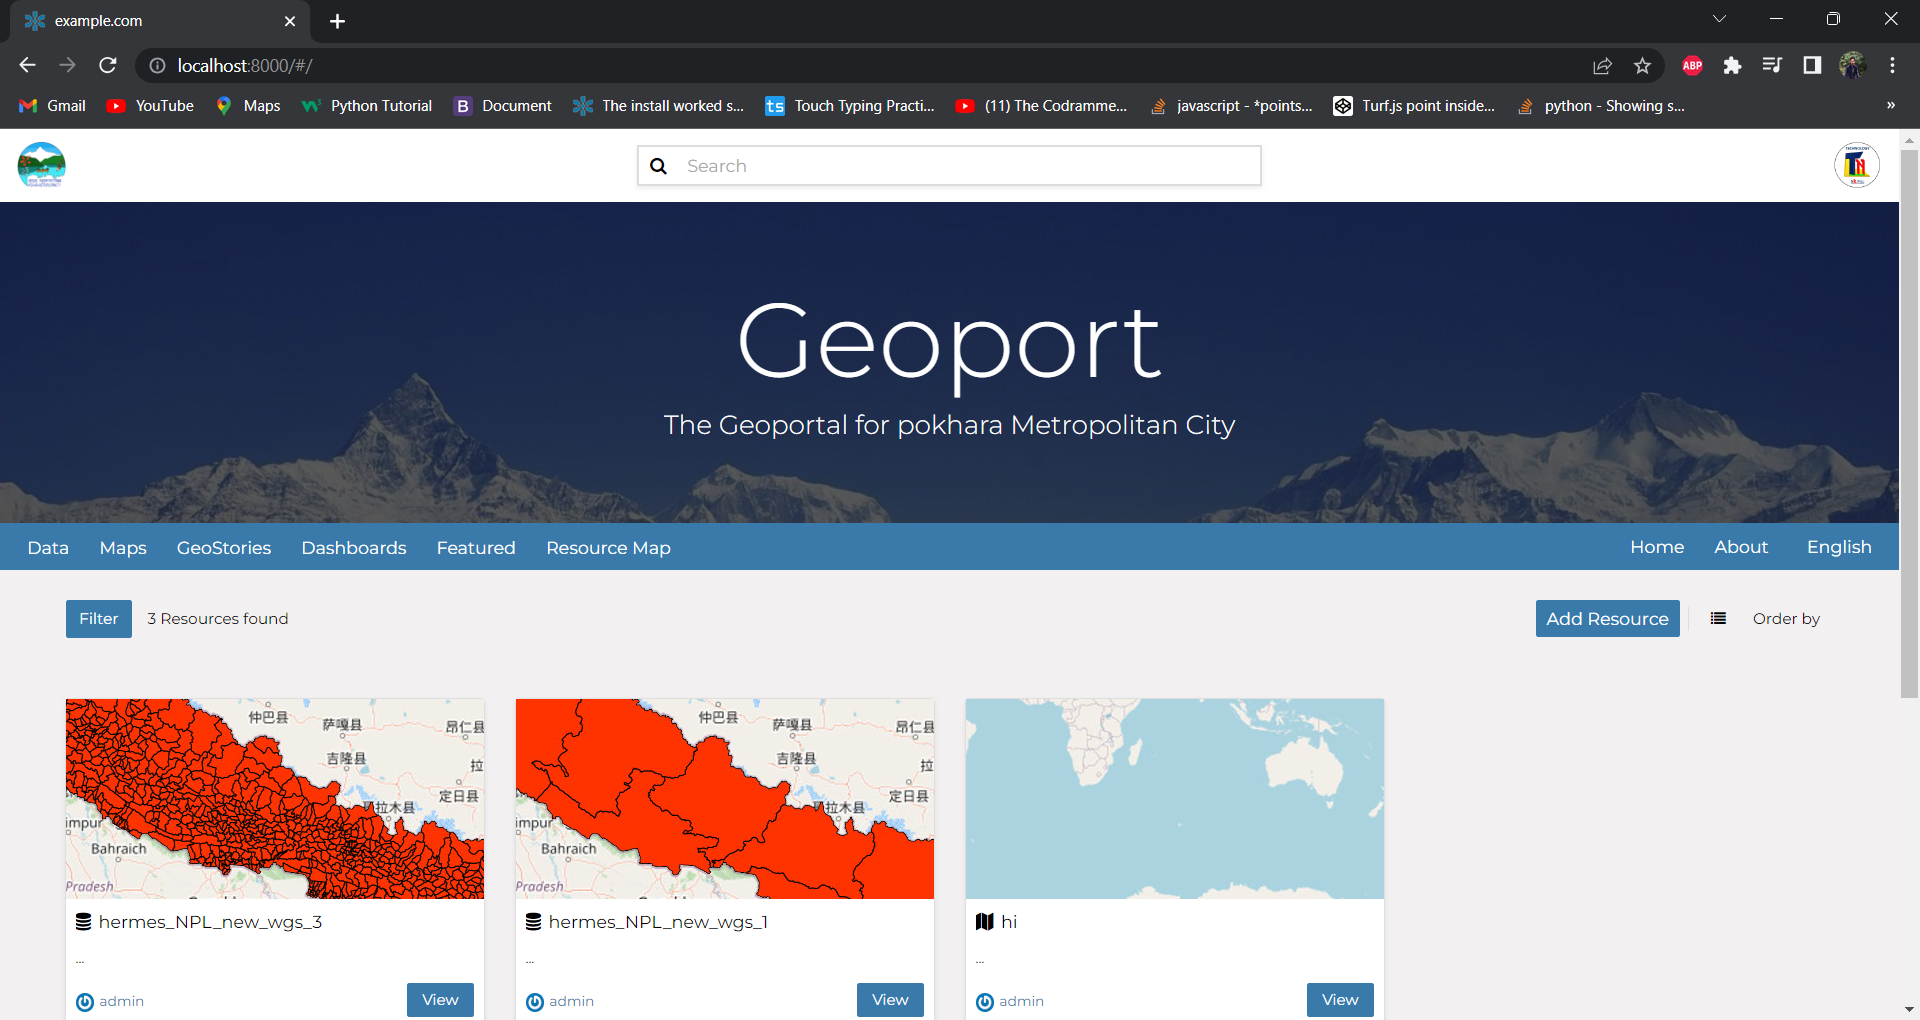 example.com
localhost:8000/#/
ABP
Gmail
YouTube
Maps
Python Tutorial
B Document
The install worked s...
ts Touch Typing Practi...
(11) The Codramme...
javascript - *points...
Turf.js point inside...
python - Showing s...
»
Search
Geoport
The Geoportal for pokhara Metropolitan City
Data Maps GeoStories Dashboards Featured Resource Map Home About English
Filter 3 Resources found Add Resource Order by
仲巴县
萨嘎县
昂仁县
吉隆县
拉
定日县
拉木县
Bahraich
Pradesh
仲巴县
萨嘎县
昂仁县
吉隆县
拉
定日县
拉木县
Bahraich
Pradesh
hermes_NPL_new_wgs_3
...
admin View
hermes_NPL_new_wgs_1
...
admin View
hi
...
admin View